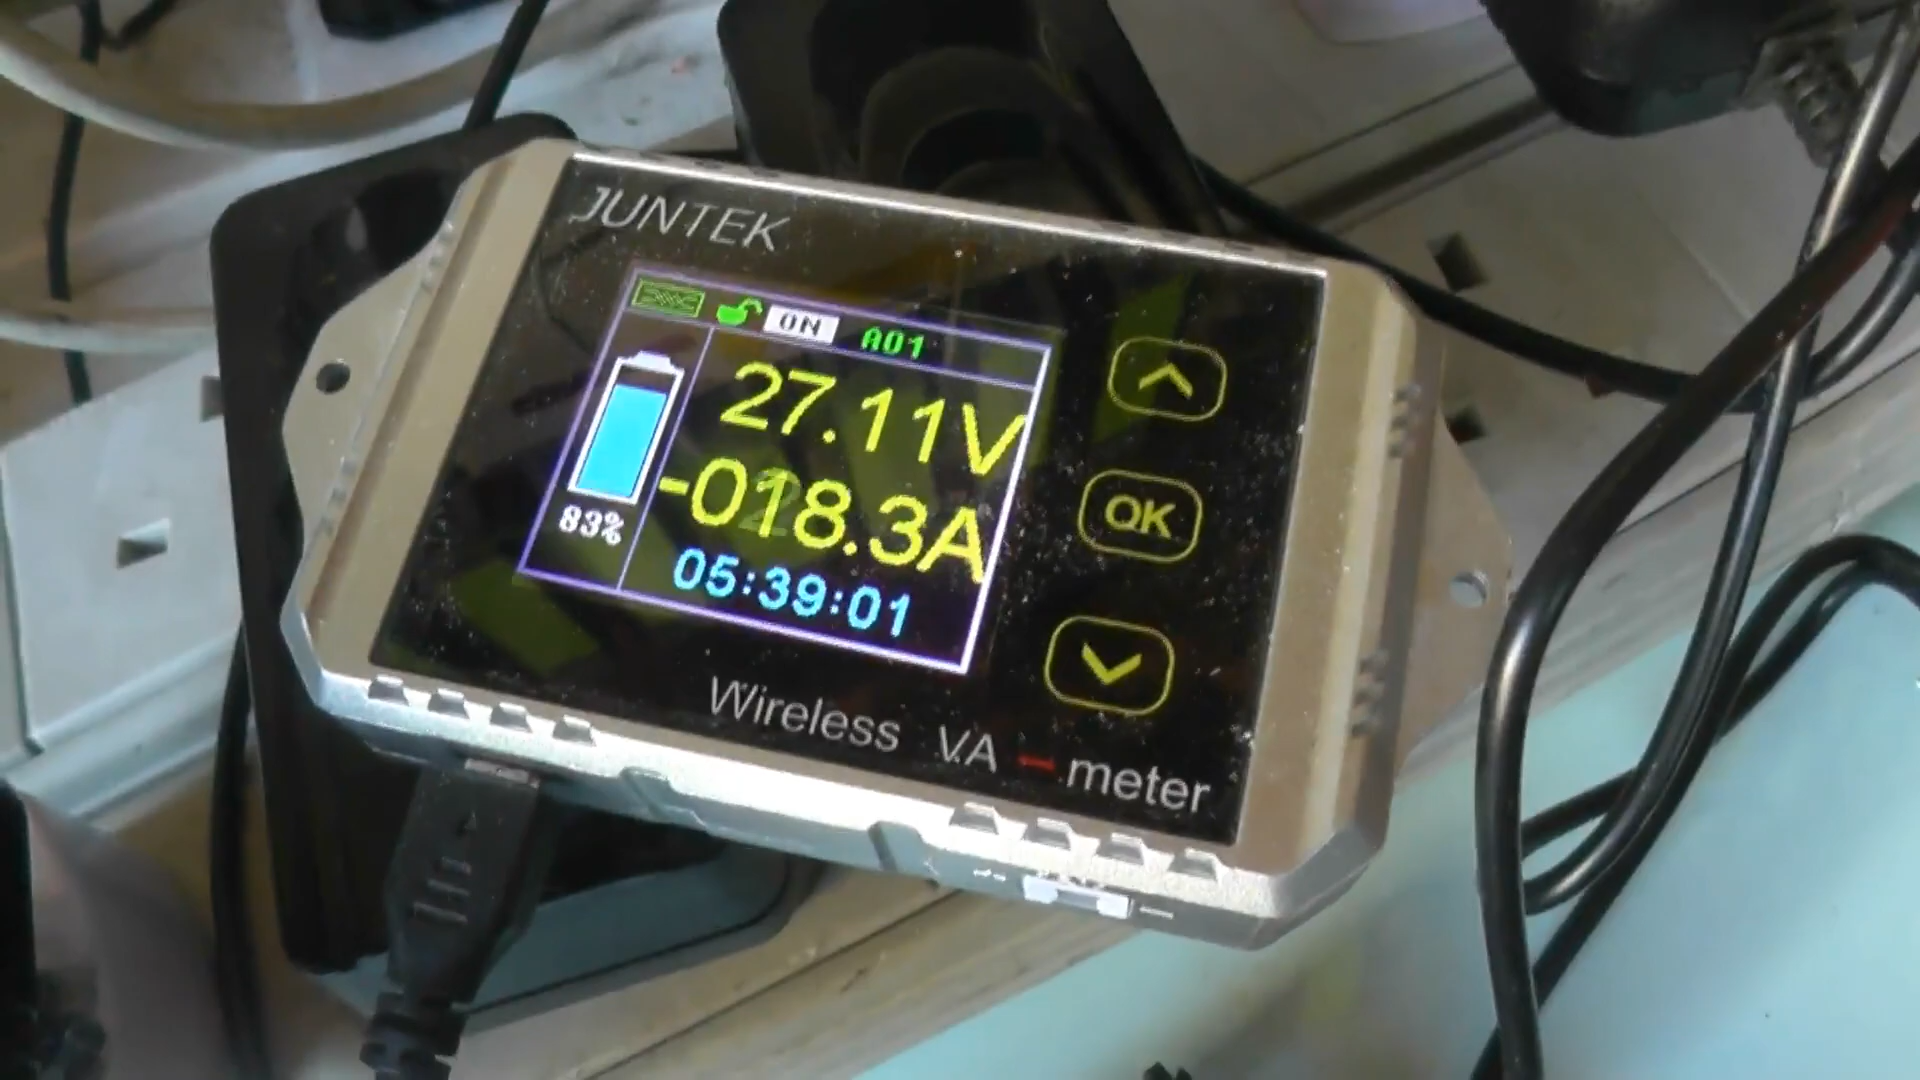 JUNTEK
ON A01
27.11V
-018.3A
83%
05:39:01
Wireless VA-meter
OK